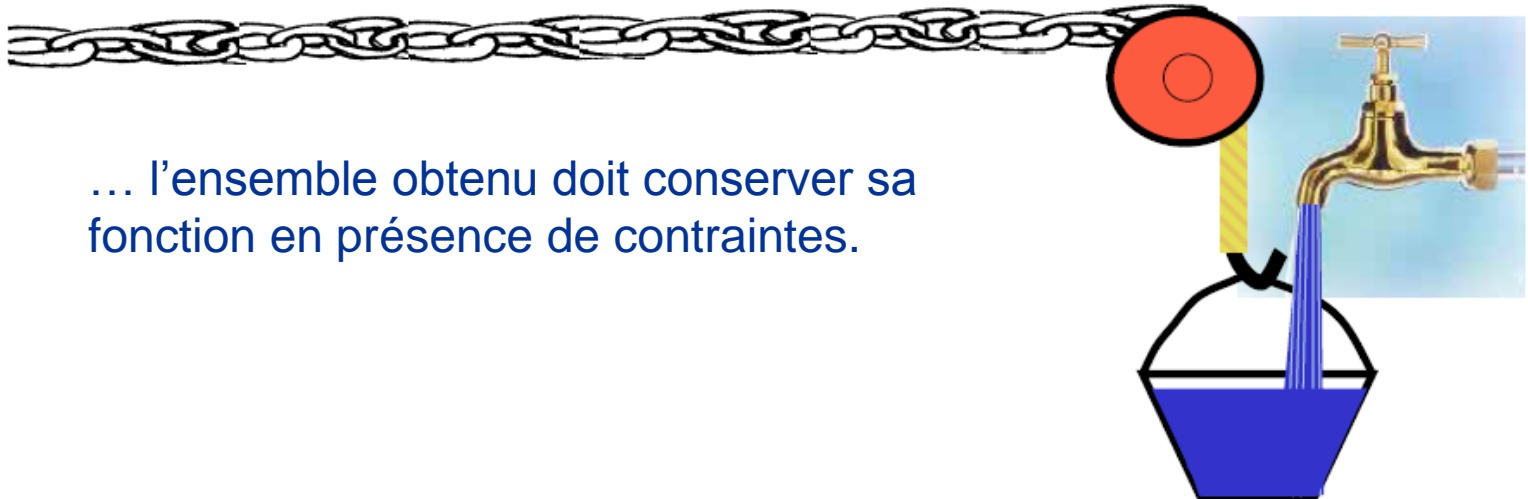 … l'ensemble obtenu doit conserver sa
fonction en présence de contraintes.